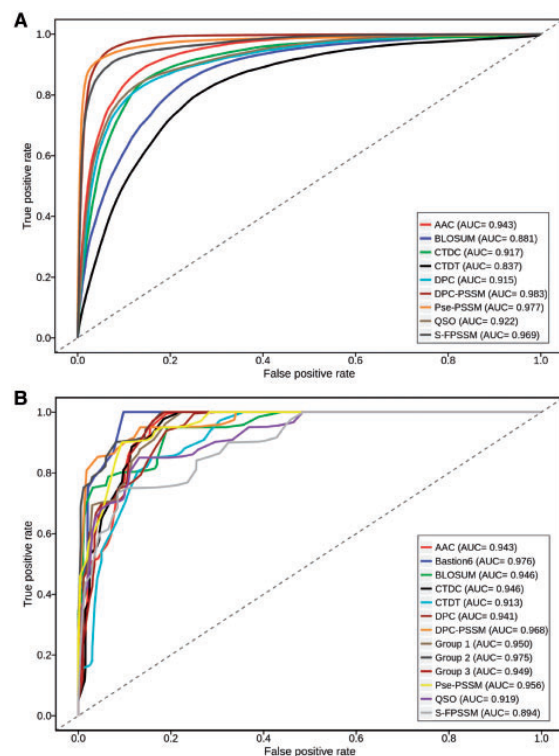 A
1.0
0.8
0.6
0.4
0.2
0.0
True positive rate
0.0
0.2
0.4
0.6
0.8
1.0
False positive rate
AAC (AUC= 0.943)
BLOSUM (AUC= 0.881)
CTDC (AUC= 0.917)
CTDT (AUC= 0.837)
DPC (AUC= 0.915)
DPC-PSSM (AUC= 0.983)
Pse-PSSM (AUC= 0.977)
QSO (AUC= 0.922)
S-FPSSM (AUC= 0.969)
B
1.0
0.8
0.6
0.4
0.2
0.0
True positive rate
0.0
0.2
0.4
0.6
0.8
1.0
False positive rate
AAC (AUC= 0.943)
Bastion6 (AUC= 0.976)
BLOSUM (AUC= 0.946)
CTDC (AUC= 0.946)
CTDT (AUC= 0.913)
DPC (AUC= 0.941)
DPC-PSSM (AUC= 0.968)
Group 1 (AUC= 0.950)
Group 2 (AUC= 0.975)
Group 3 (AUC= 0.949)
Pse-PSSM (AUC= 0.956)
QSO (AUC= 0.919)
S-FPSSM (AUC= 0.894)